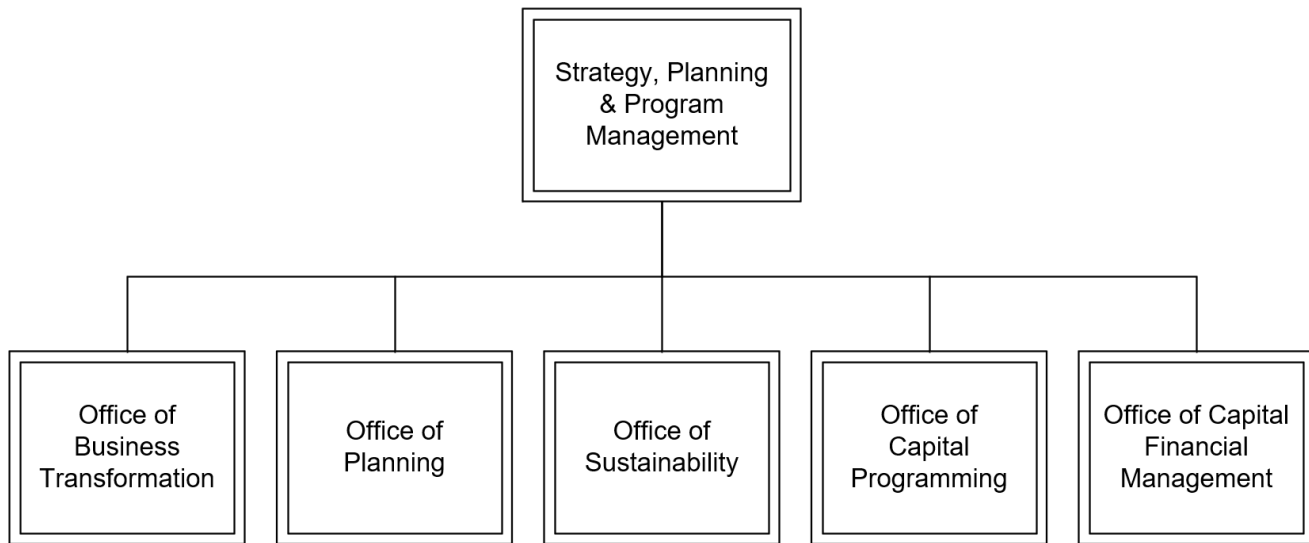 Strategy, Planning
& Program
Management
Office of
Business
Transformation
Office of
Planning
Office of
Sustainability
Office of
Capital
Programming
Office of Capital
Financial
Management